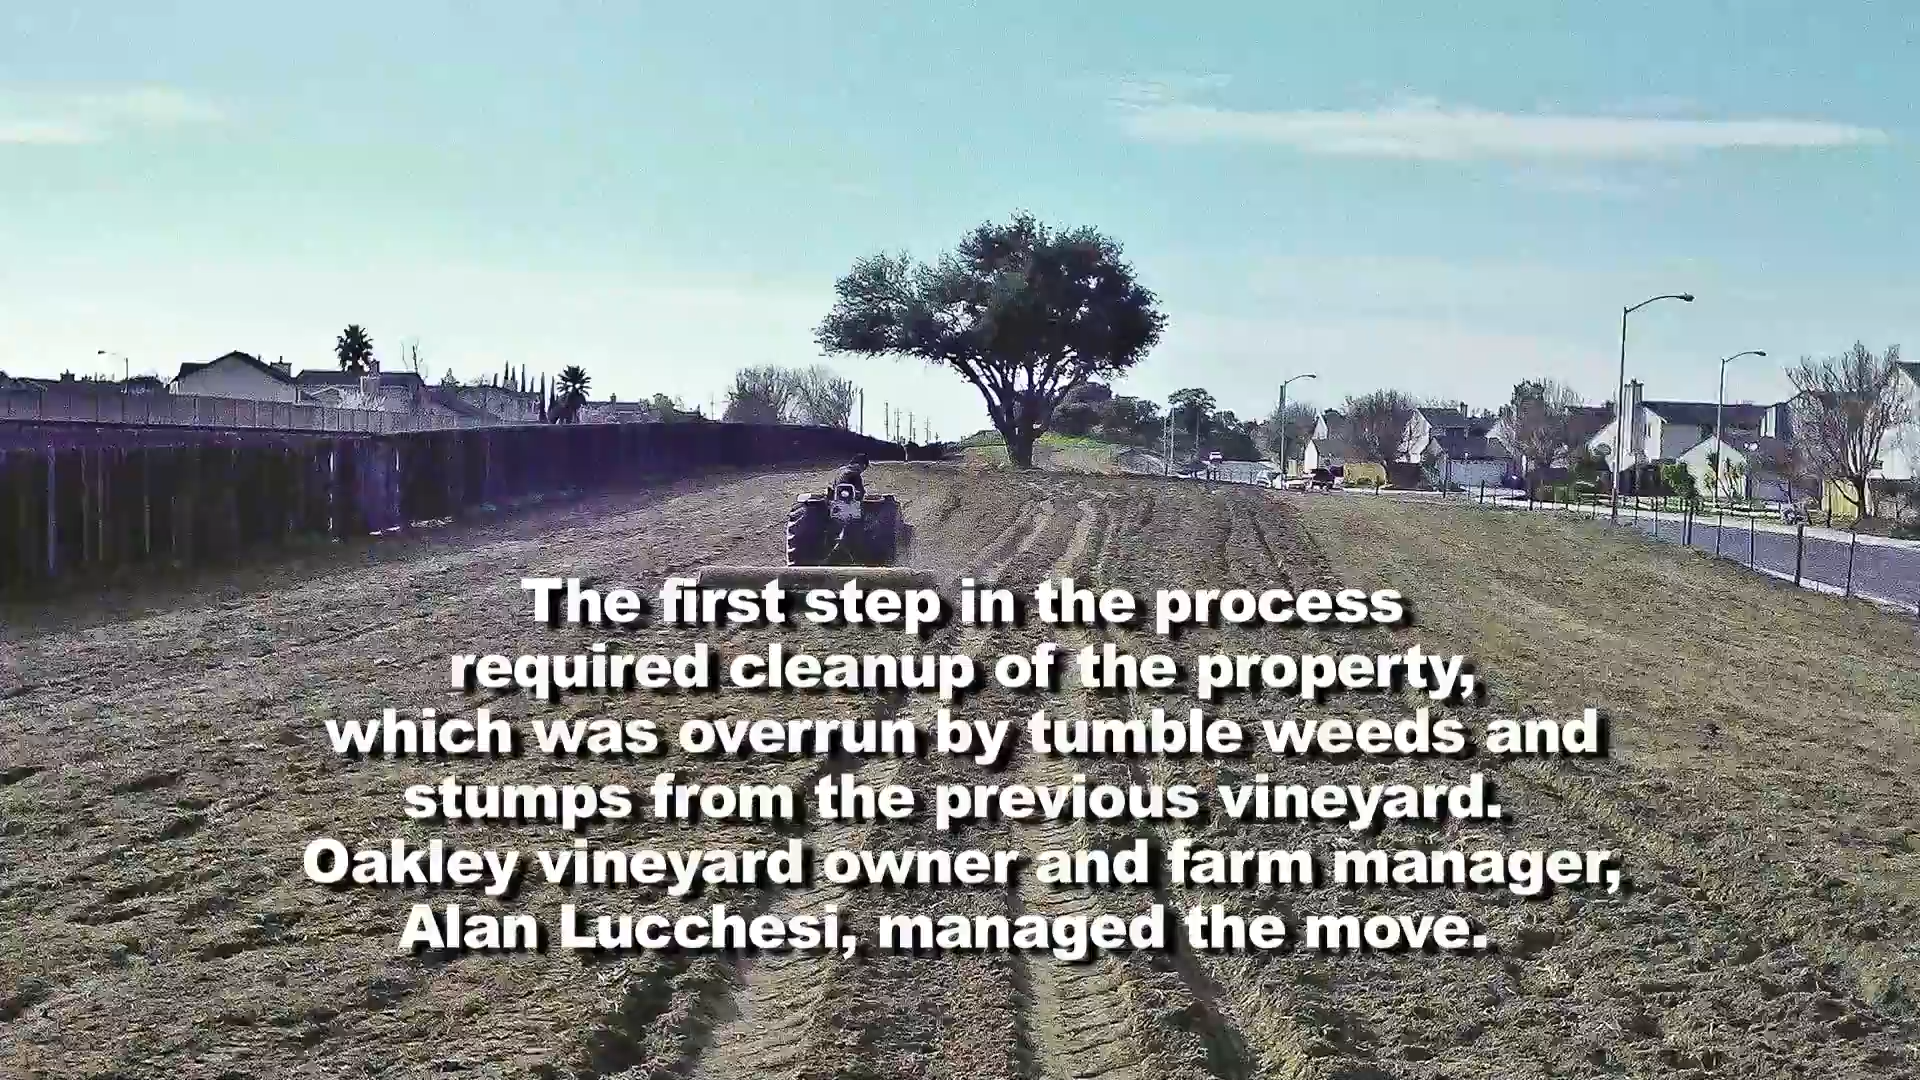 The first step in the process
required cleanup of the property,
which was overrun by tumble weeds and
stumps from the previous vineyard.
Oakley vineyard owner and farm manager,
Alan Lucchesi, managed the move.